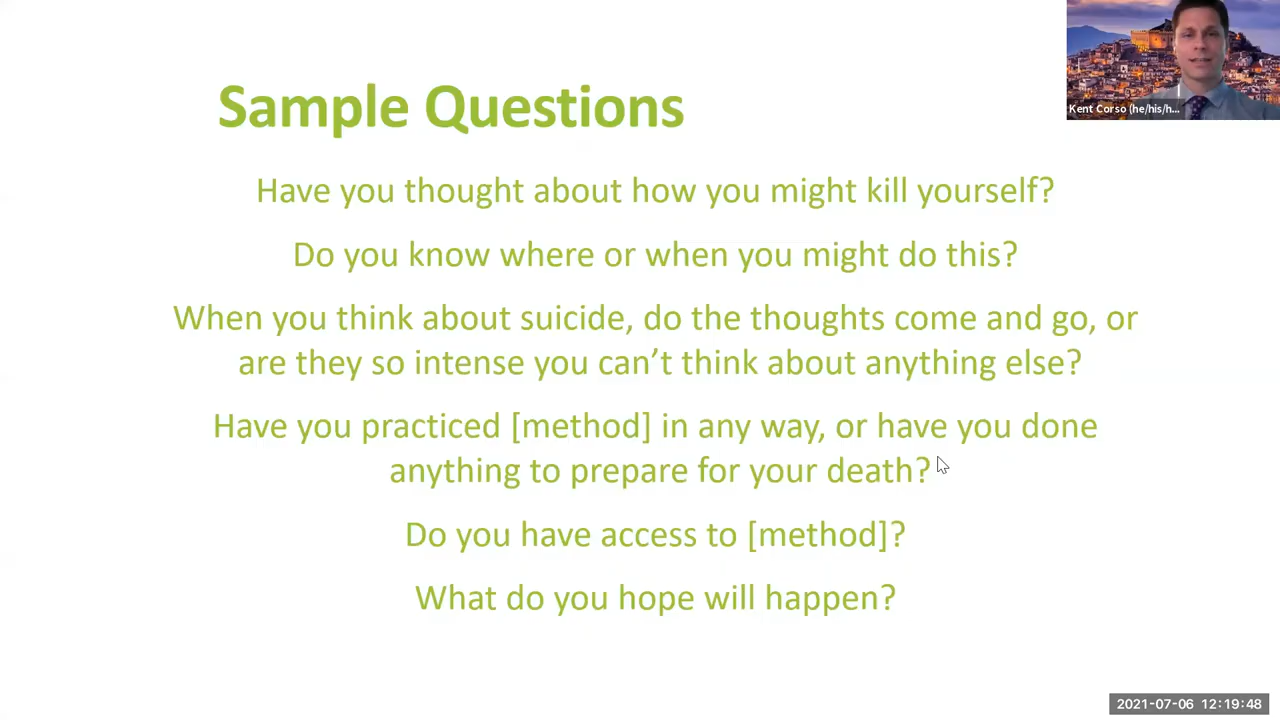 Kent Corso (he/his/h...
Sample Questions
Have you thought about how you might kill yourself?
Do you know where or when you might do this?
When you think about suicide, do the thoughts come and go, or
are they so intense you can’t think about anything else?
Have you practiced [method] in any way, or have you done
anything to prepare for your death?
Do you have access to [method]?
What do you hope will happen?
2021-07-06 12:19:48